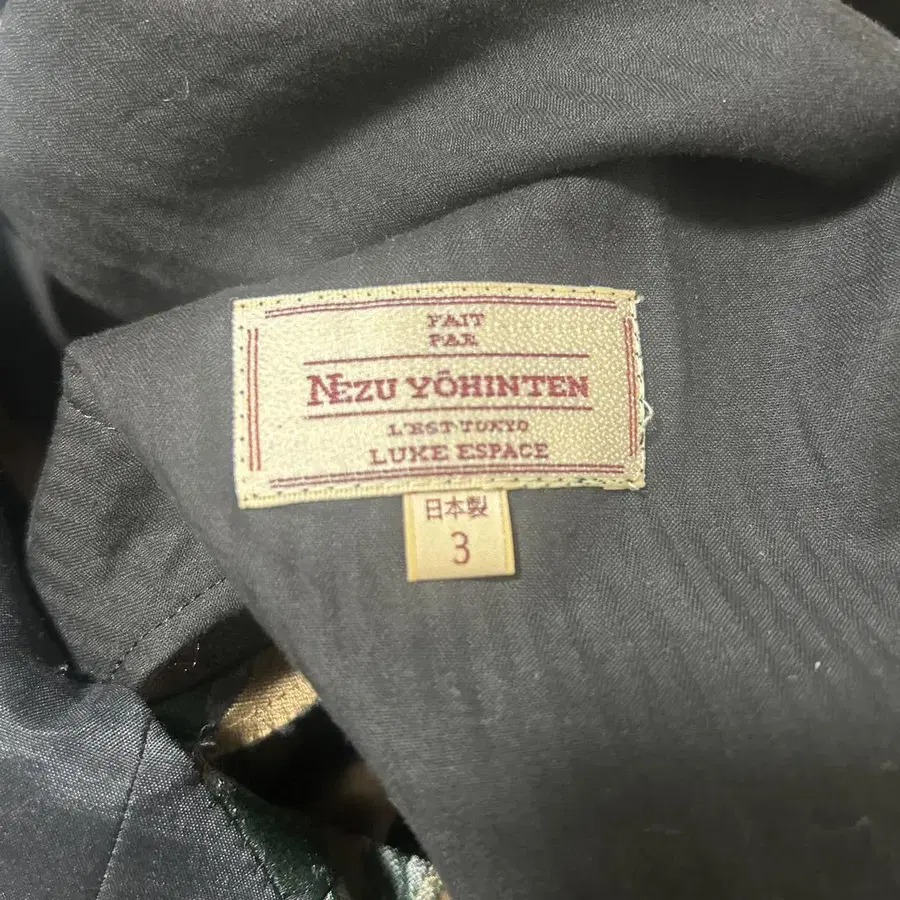 FAIT
PAR
NEZU YŌHINTEN
L'EST TOKYO
LUKE ESPACE
日本製
3